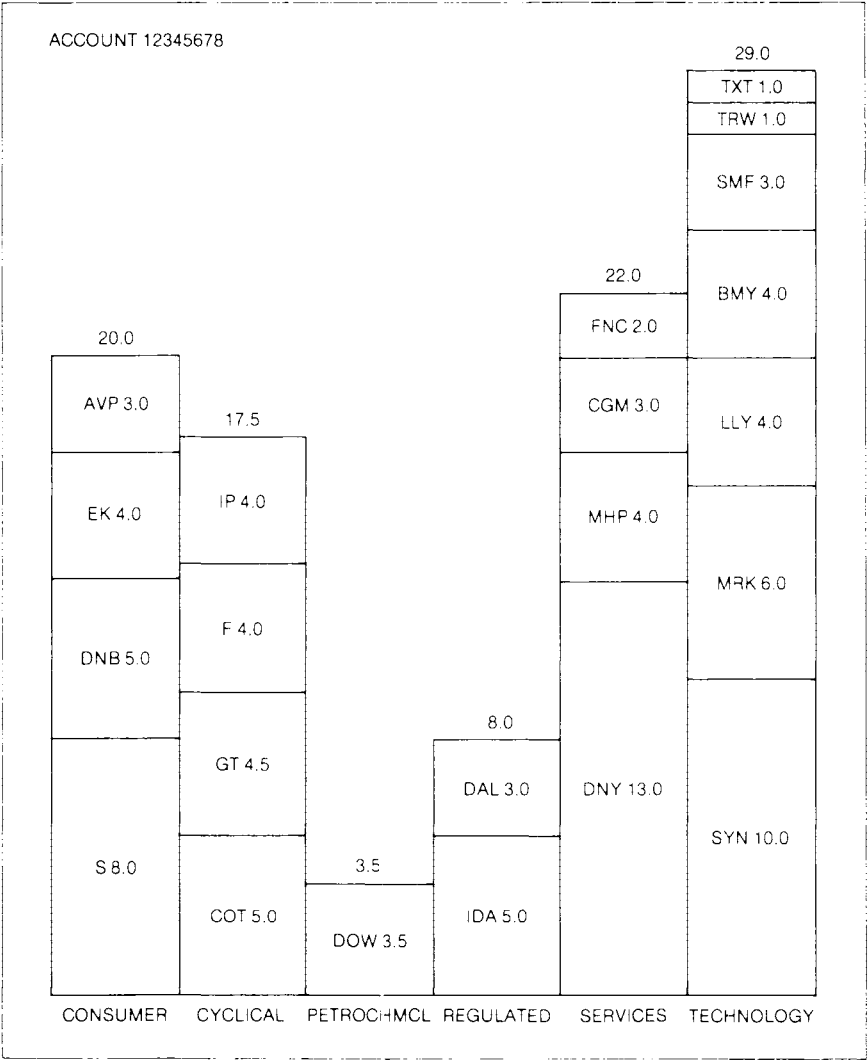 ACCOUNT 12345678
29.0
TXT 1.0
TRW 1.0
SMF 3.0
BMY 4.0
LLY 4.0
MRK 6.0
SYN 10.0
22.0
FNC 2.0
CGM 3.0
MHP 4.0
DNY 13.0
20.0
AVP 3.0
EK 4.0
DNB 5.0
S 8.0
17.5
IP 4.0
F 4.0
GT 4.5
COT 5.0
3.5
DOW 3.5
8.0
DAL 3.0
IDA 5.0
CONSUMER CYCLICAL PETROCHMCL REGULATED SERVICES TECHNOLOGY